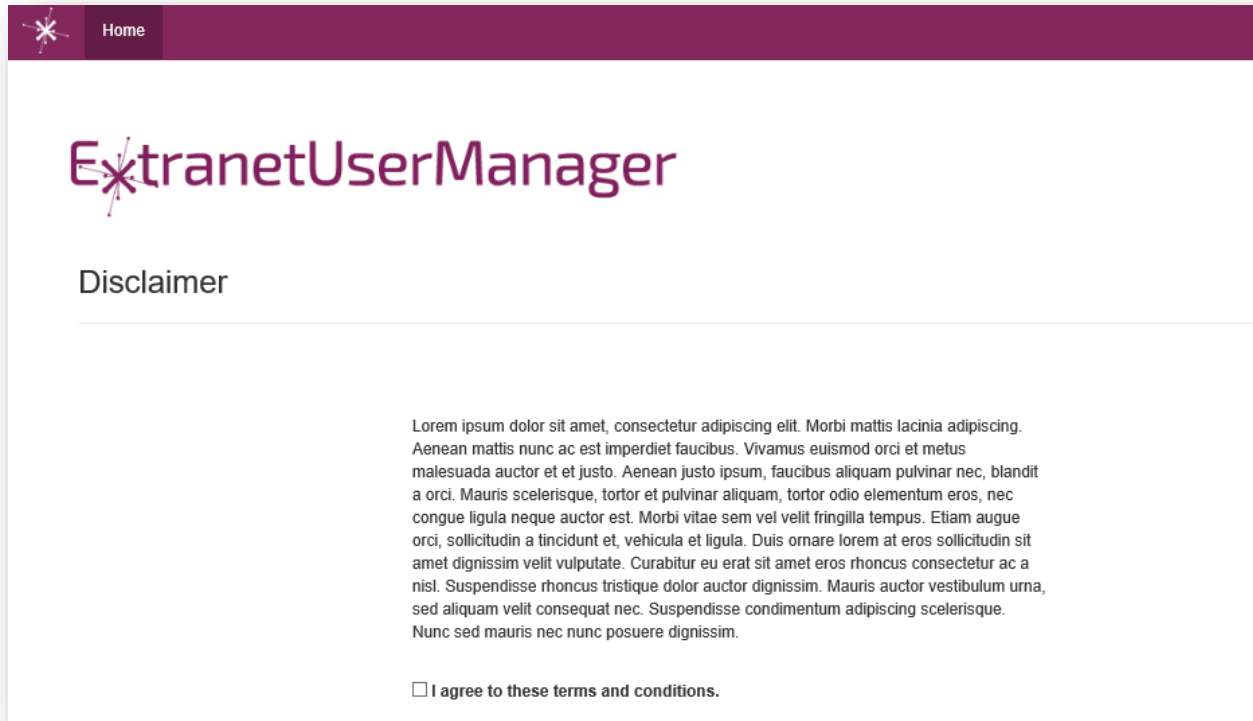 Home
ExtranetUserManager
Disclaimer
Lorem ipsum dolor sit amet, consectetur adipiscing elit. Morbi mattis lacinia adipiscing.
Aenean mattis nunc ac est imperdiet faucibus. Vivamus euismod orci et metus
malesuada auctor et et justo. Aenean justo ipsum, faucibus aliquam pulvinar nec, blandit
a orci. Mauris scelerisque, tortor et pulvinar aliquam, tortor odio elementum eros, nec
congue ligula neque auctor est. Morbi vitae sem vel velit fringilla tempus. Etiam augue
orci, sollicitudin a tincidunt et, vehicula et ligula. Duis ornare lorem at eros sollicitudin sit
amet dignissim velit vulputate. Curabitur eu erat sit amet eros rhoncus consectetur ac a
nisl. Suspendisse rhoncus tristique dolor auctor dignissim. Mauris auctor vestibulum urna,
sed aliquam velit consequat nec. Suspendisse condimentum adipiscing scelerisque.
Nunc sed mauris nec nunc posuere dignissim.
I agree to these terms and conditions.